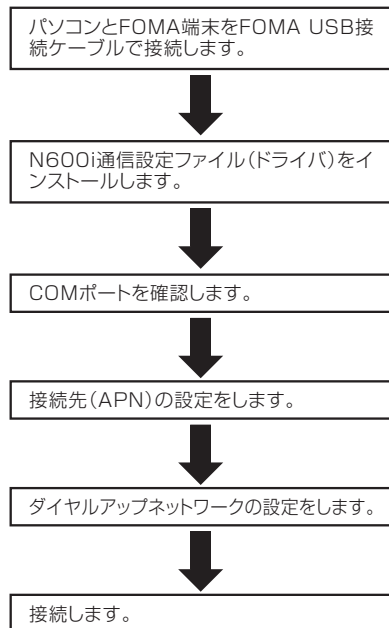 パソコンとFOMA端末をFOMA USB接
続ケーブルで接続します。
N600i通信設定ファイル(ドライバ)をイ
ンストールします。
COMポートを確認します。
接続先(APN)の設定をします。
ダイヤルアップネットワークの設定をします。
接続します。